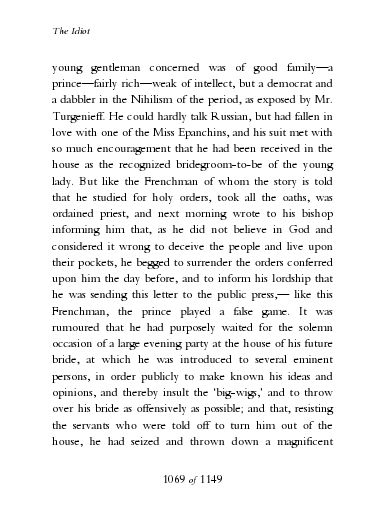 The Idiot
young gentleman concerned was of good family—a
prince—fairly rich—weak of intellect, but a democrat and
a dabbler in the Nihilism of the period, as exposed by Mr.
Turgenieff. He could hardly talk Russian, but had fallen in
love with one of the Miss Epanchins, and his suit met with
so much encouragement that he had been received in the
house as the recognized bridegroom-to-be of the young
lady. But like the Frenchman of whom the story is told
that he studied for holy orders, took all the oaths, was
ordained priest, and next morning wrote to his bishop
informing him that, as he did not believe in God and
considered it wrong to deceive the people and live upon
their pockets, he begged to surrender the orders conferred
upon him the day before, and to inform his lordship that
he was sending this letter to the public press,— like this
Frenchman, the prince played a false game. It was
rumoured that he had purposely waited for the solemn
occasion of a large evening party at the house of his future
bride, at which he was introduced to several eminent
persons, in order publicly to make known his ideas and
opinions, and thereby insult the 'big-wigs,' and to throw
over his bride as offensively as possible; and that, resisting
the servants who were told off to turn him out of the
house, he had seized and thrown down a magnificent
1069 of 1149